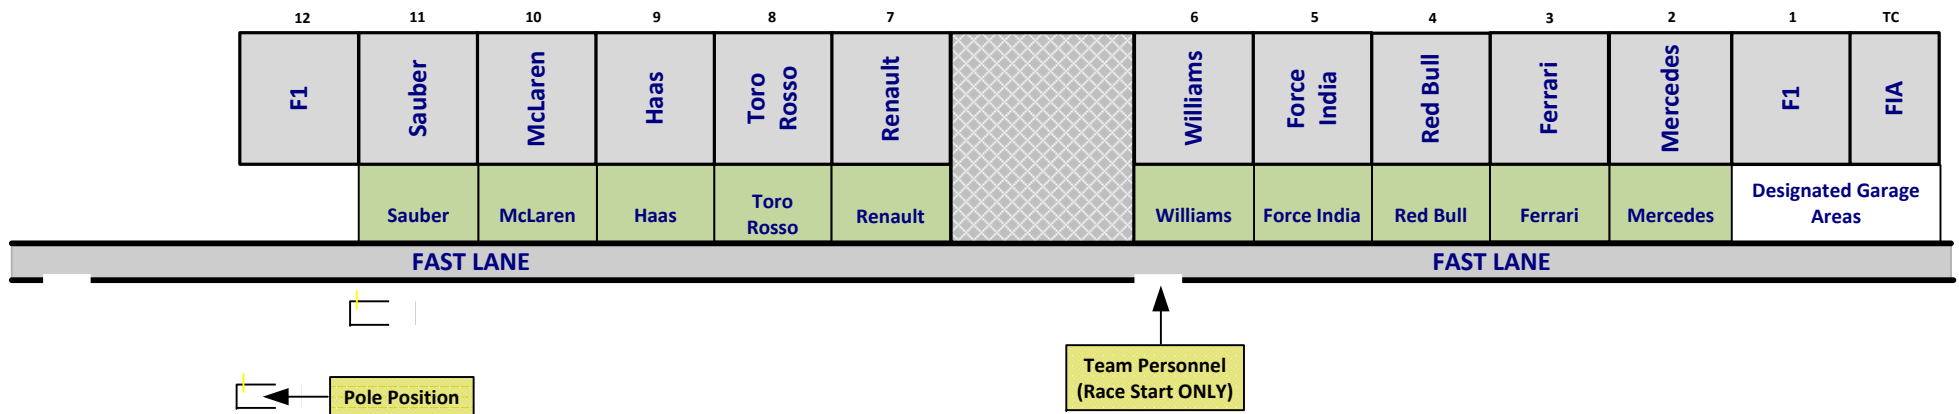 12 11 10 9 8 7 6 5 4 3 2 1 TC
F1
Sauber
McLaren
Haas
Toro
Rosso
Renault
Williams
Force
India
Red Bull
Ferrari
Mercedes
F1
FIA
Sauber
McLaren
Haas
Toro
Rosso
Renault
Williams
Force India
Red Bull
Ferrari
Mercedes
Designated Garage
Areas
FAST LANE
FAST LANE
Team Personnel
(Race Start ONLY)
Pole Position